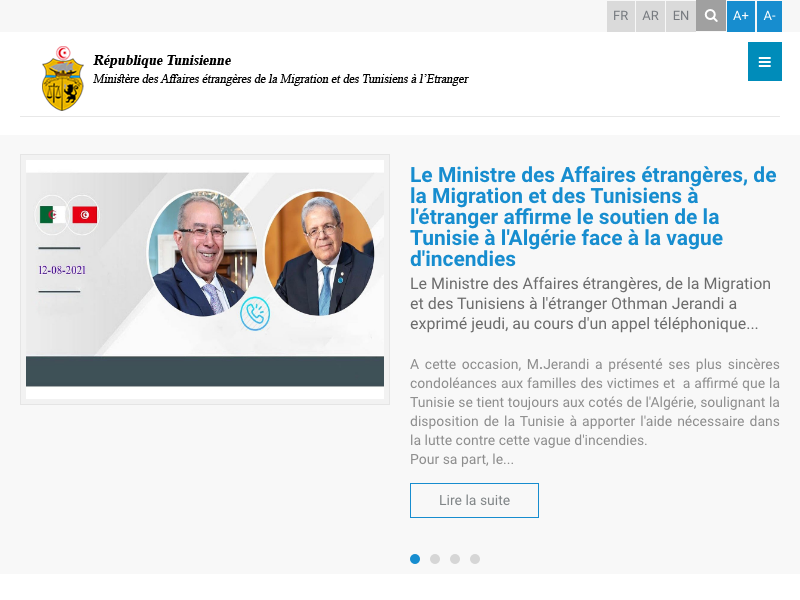 FR AR EN A+ A-
République Tunisienne
Ministère des Affaires étrangères de la Migration et des Tunisiens à l'Etranger
12-08-2021
Le Ministre des Affaires étrangères, de
la Migration et des Tunisiens à
l'étranger affirme le soutien de la
Tunisie à l'Algérie face à la vague
d'incendies
Le Ministre des Affaires étrangères, de la Migration
et des Tunisiens à l'étranger Othman Jerandi a
exprimé jeudi, au cours d'un appel téléphonique...
A cette occasion, M.Jerandi a présenté ses plus sincères
condoléances aux familles des victimes et a affirmé que la
Tunisie se tient toujours aux cotés de l'Algérie, soulignant la
disposition de la Tunisie à apporter l'aide nécessaire dans
la lutte contre cette vague d'incendies.
Pour sa part, le...
Lire la suite